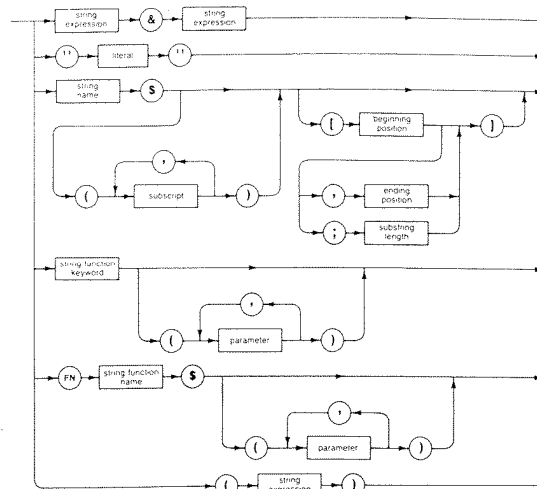 string expression & string expression
" literal "
string name $
[ beginning position ]
,
( subscript )
, ending position
; substring length
string function keyword
,
( parameter )
FN string function name $
,
( parameter )
( string expression )